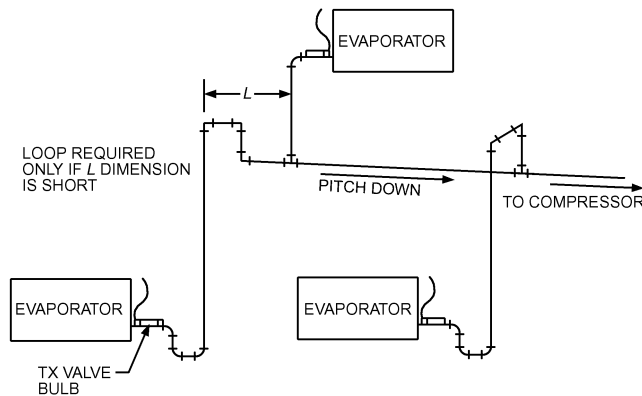 EVAPORATOR
L
LOOP REQUIRED
ONLY IF L DIMENSION
IS SHORT
PITCH DOWN
TO COMPRESSOR
EVAPORATOR
EVAPORATOR
TX VALVE
BULB